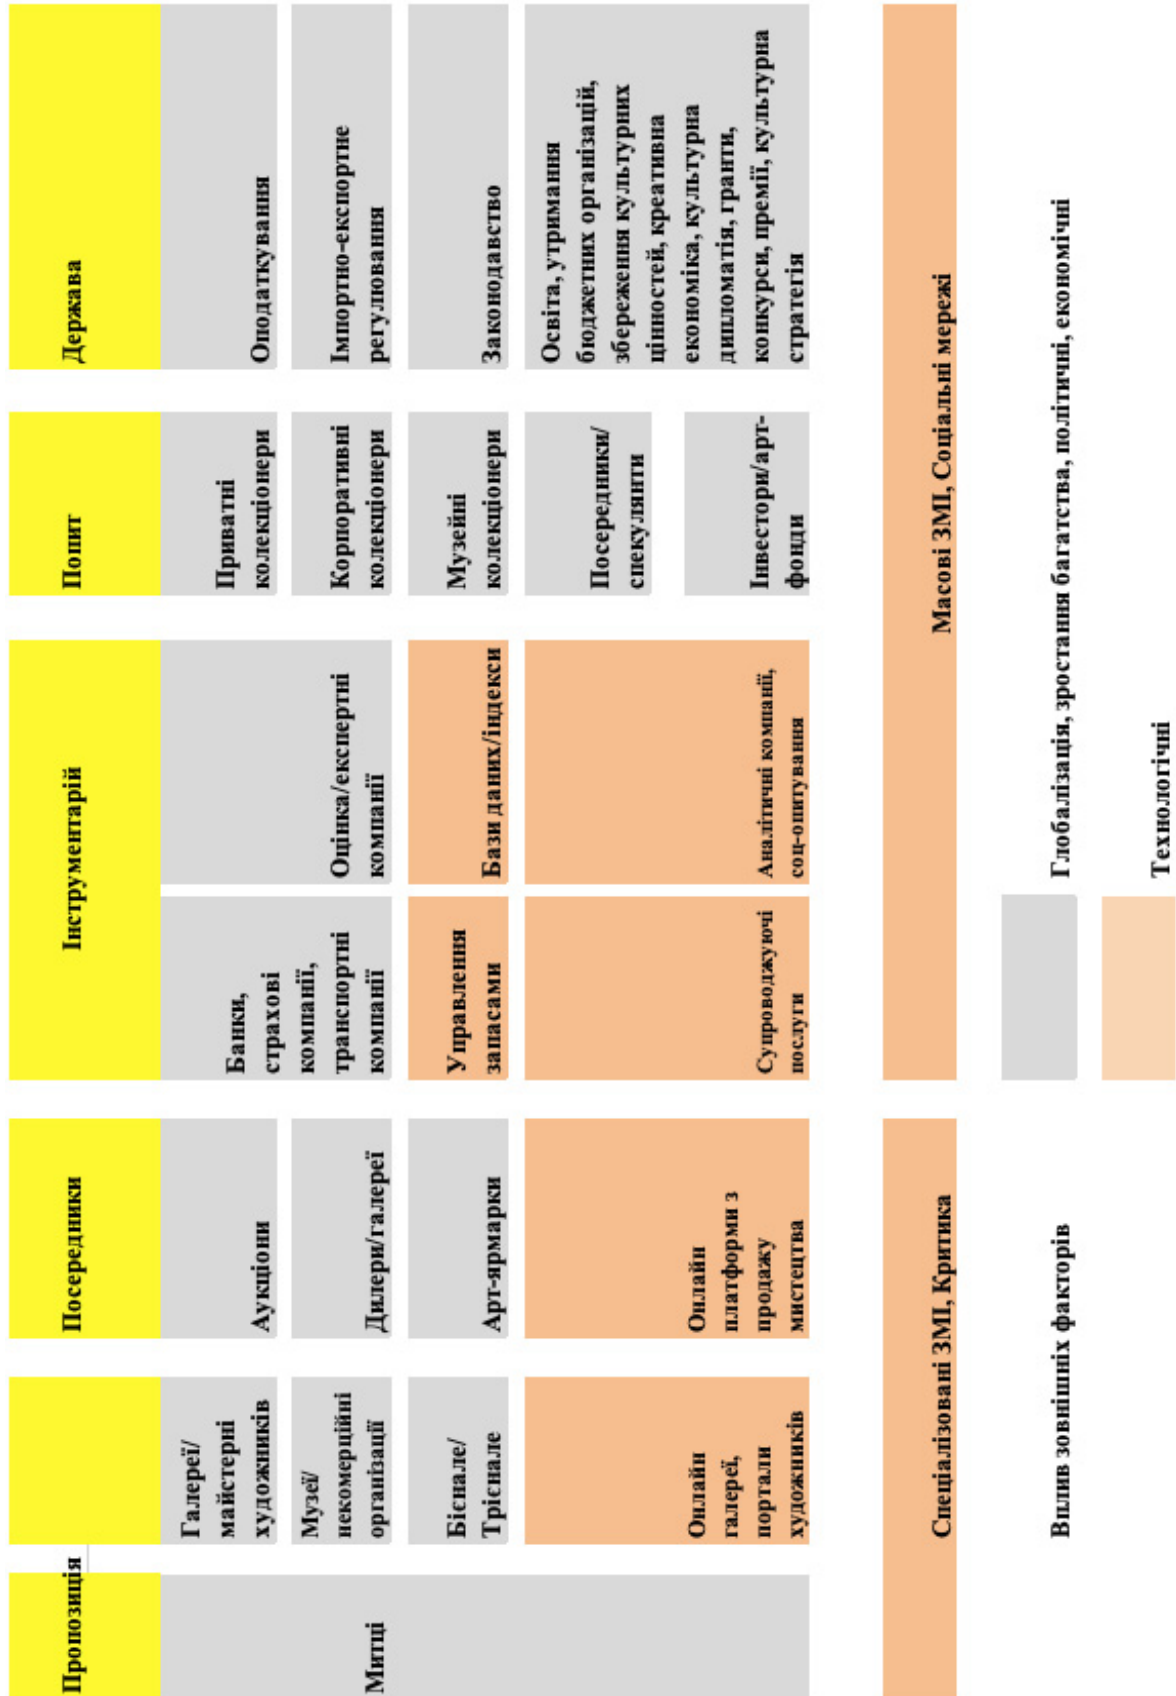 Пропозиція
Посередники
Інструментарій
Попит
Держава
Митці
Галереї/
майстерні
художників
Музеї/
некомерційні
організації
Бієнале/
Трієнале
Онлайн
галереї,
портали
художників
Аукціони
Дилери/галереї
Арт-ярмарки
Онлайн
платформи з
продажу
мистецтва
Банки,
страхові
компанії,
транспортні
компанії
Управління
запасами
Супроводжуючі
послуги
Оцінка/експертні
компанії
Бази даних/індекси
Аналітичні компанії,
соц-опитування
Приватні
колекціонери
Корпоративні
колекціонери
Музейні
колекціонери
Посередники/
спекулянти
Інвестори/арт-
фонди
Оподаткування
Імпортно-експортне
регулювання
Законодавство
Освіта, утримання
бюджетних організацій,
збереження культурних
цінностей, креативна
економіка, культурна
дипломатія, гранти,
конкурси, премії, культурна
стратегія
Спеціалізовані ЗМІ, Критика
Масові ЗМІ, Соціальні мережі
Вплив зовнішніх факторів
Глобалізація, зростання багатства, політичні, економічні
Технологічні